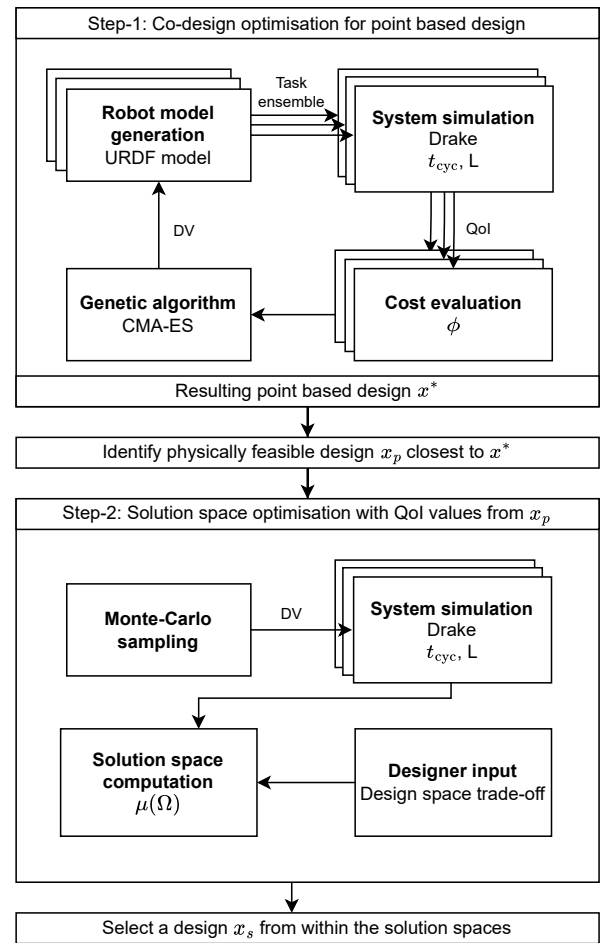 Step-1: Co-design optimisation for point based design
Robot model
generation
URDF model
Task
ensemble
System simulation
Drake
t_cyc, L
DV
QoI
Genetic algorithm
CMA-ES
Cost evaluation
ϕ
Resulting point based design x*
Identify physically feasible design x_p closest to x*
Step-2: Solution space optimisation with QoI values from x_p
Monte-Carlo
sampling
DV
System simulation
Drake
t_cyc, L
Solution space
computation
μ(Ω)
Designer input
Design space trade-off
Select a design x_s from within the solution spaces